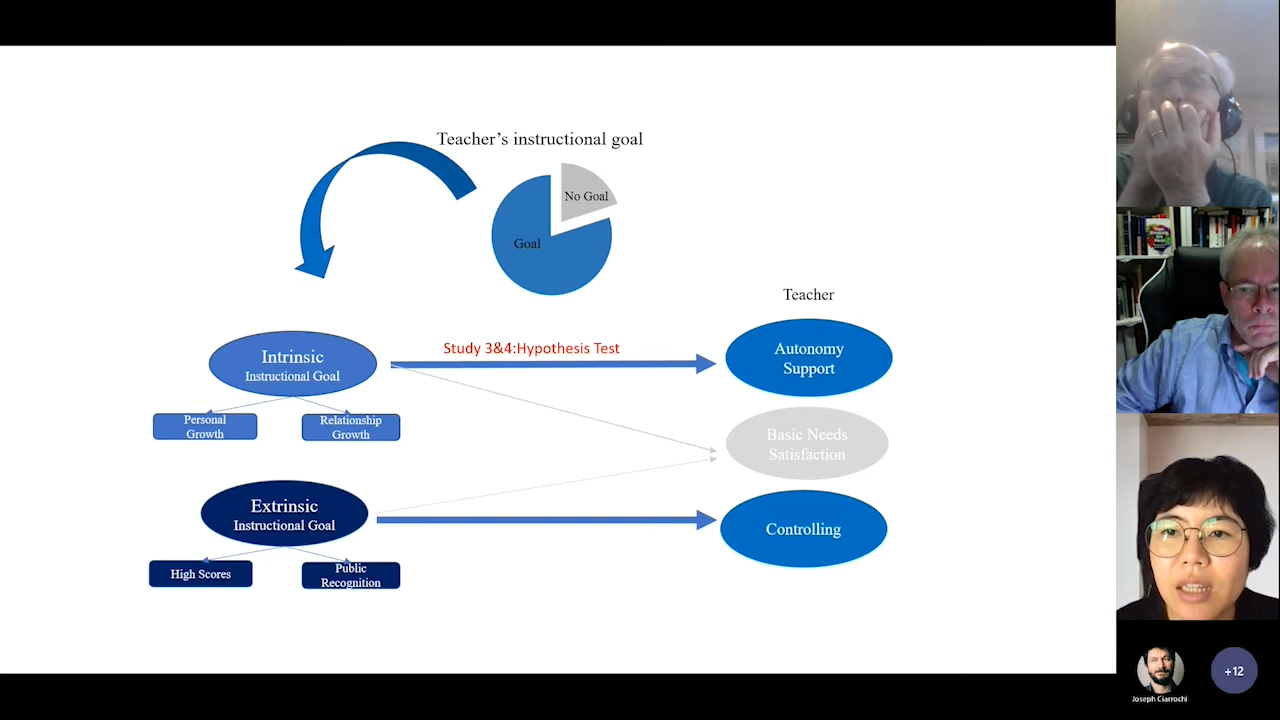 Teacher's instructional goal
No Goal
Goal
Teacher
Study 3&4:Hypothesis Test
Intrinsic
Instructional Goal
Autonomy
Support
Personal
Growth
Relationship
Growth
Basic Needs
Satisfaction
Extrinsic
Instructional Goal
Controlling
High Scores
Public
Recognition
Joseph Ciarrochi
+12